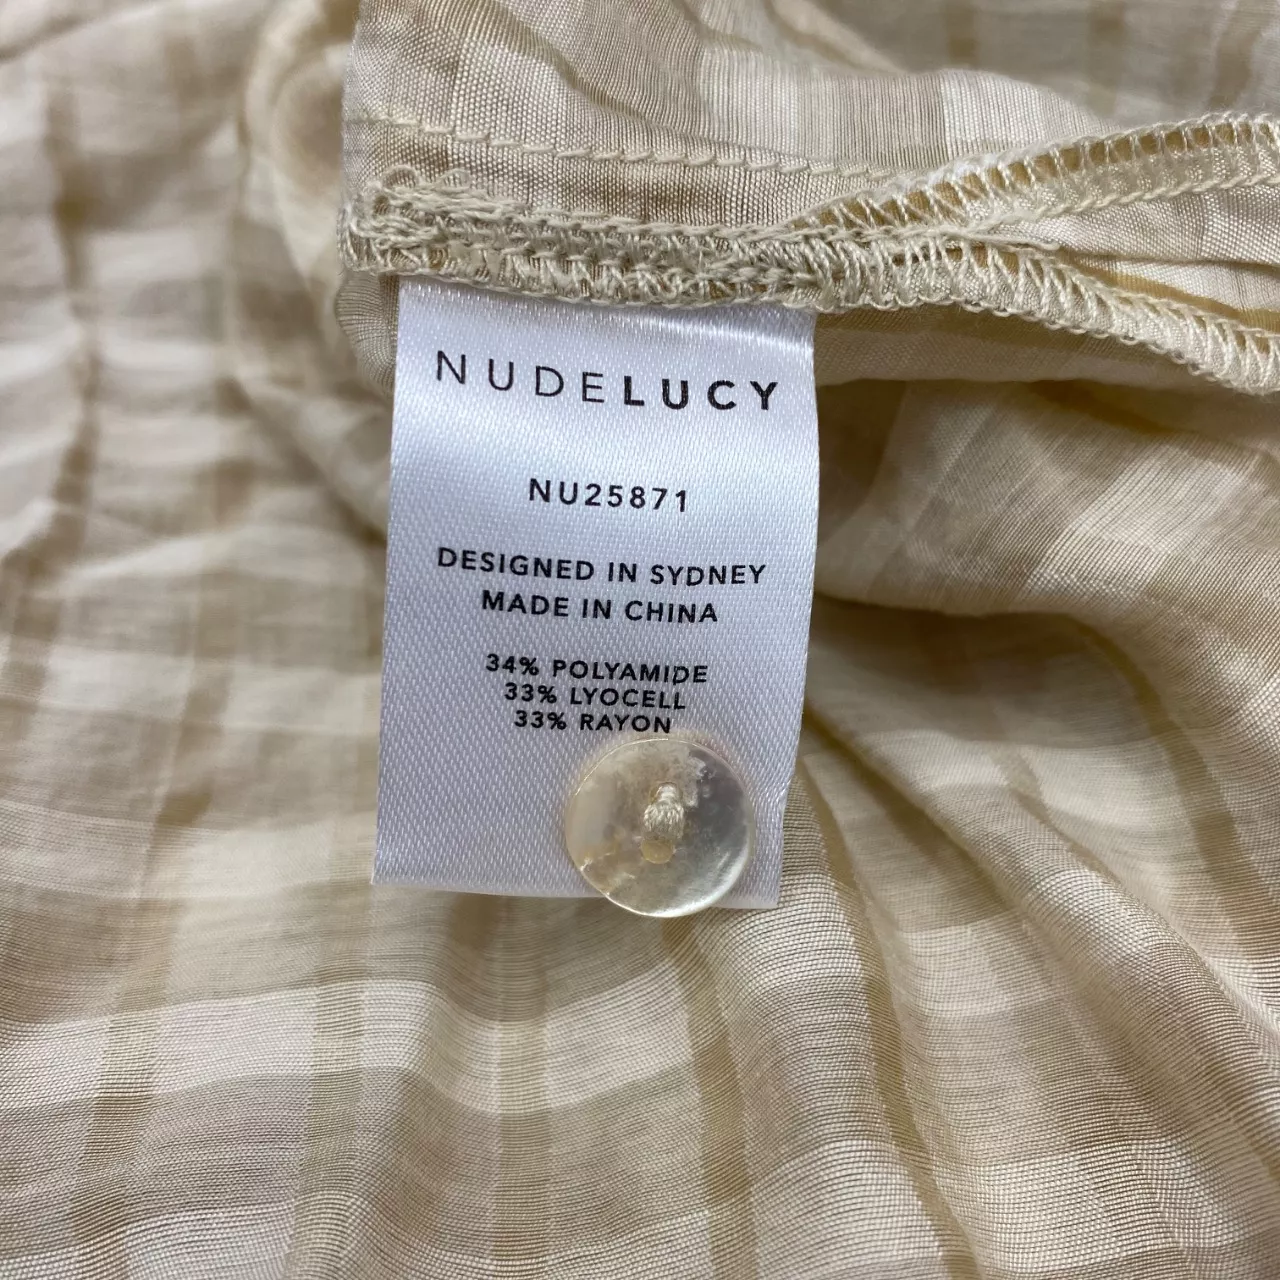 NUDELUCY
NU25871
DESIGNED IN SYDNEY
MADE IN CHINA
34% POLYAMIDE
33% LYOCELL
33% RAYON